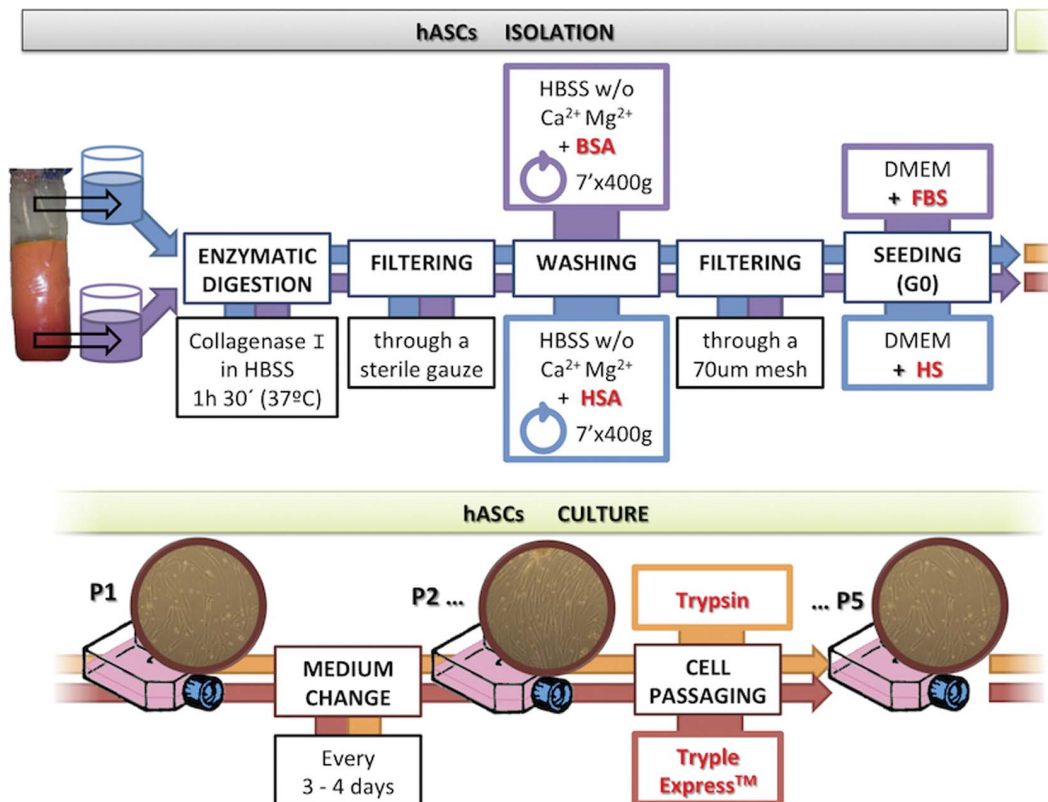 hASCs ISOLATION
HBSS w/o
Ca²⁺ Mg²⁺
+ BSA
7’x400g
DMEM
+ FBS
ENZYMATIC
DIGESTION
FILTERING
WASHING
FILTERING
SEEDING
(G0)
Collagenase I
in HBSS
1h 30´ (37ºC)
through a
sterile gauze
HBSS w/o
Ca²⁺ Mg²⁺
+ HSA
7’x400g
through a
70um mesh
DMEM
+ HS
hASCs CULTURE
P1
P2 ...
Trypsin
... P5
MEDIUM
CHANGE
CELL
PASSAGING
Every
3 - 4 days
Tryple
Express™